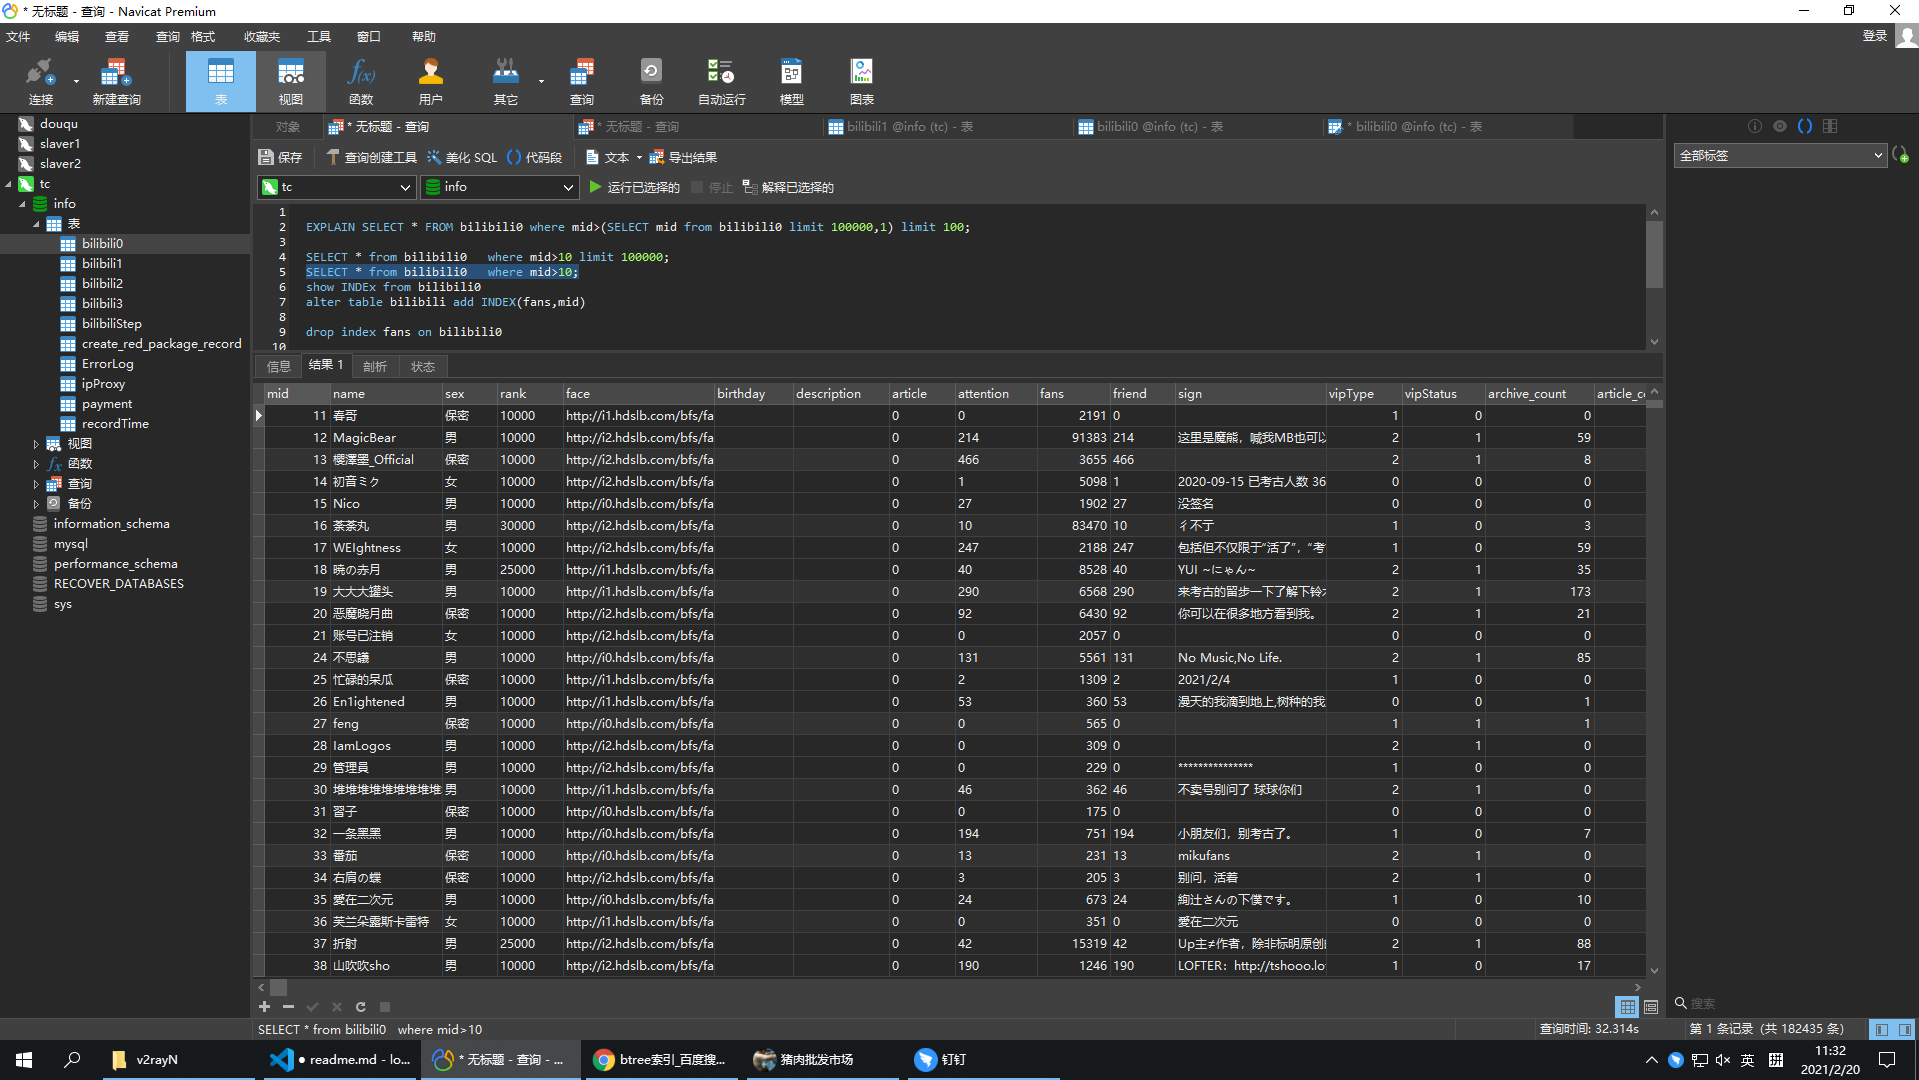 * 无标题 - 查询 - Navicat Premium
文件 编辑 查看 查询 格式 收藏夹 工具 窗口 帮助 登录
连接 新建查询 表 视图 函数 用户 其它 查询 备份 自动运行 模型 图表
douqu
slaver1
slaver2
tc
info
表
bilibili0
bilibili1
bilibili2
bilibili3
bilibiliStep
create_red_package_record
ErrorLog
ipProxy
payment
recordTime
视图
函数
查询
备份
information_schema
mysql
performance_schema
RECOVER_DATABASES
sys
对象 * 无标题 - 查询 * 无标题 - 查询 bilibili1 @info (tc) - 表 bilibili0 @info (tc) - 表 * bilibili0 @info (tc) - 表
保存 查询创建工具 美化 SQL 代码段 文本 导出结果
全部标签
tc info 运行已选择的 停止 解释已选择的
1
2 EXPLAIN SELECT * FROM bilibili0 where mid>(SELECT mid from bilibili0 limit 100000,1) limit 100;
3
4 SELECT * from bilibili0 where mid>10 limit 100000;
5 SELECT * from bilibili0 where mid>10;
6 show INDEx from bilibili0
7 alter table bilibili add INDEX(fans,mid)
8
9 drop index fans on bilibili0
10
信息 结果 1 剖析 状态
mid name sex rank face birthday description article attention fans friend sign vipType vipStatus archive_count article_co
11 春哥 保密 10000 http://i1.hdslb.com/bfs/fa 0 0 2191 0 1 0 0
12 MagicBear 男 10000 http://i2.hdslb.com/bfs/fa 0 214 91383 214 这里是魔能，喊我MB也可以 2 1 59
13 櫻澤墨_Official 保密 10000 http://i2.hdslb.com/bfs/fa 0 466 3655 466 2 1 8
14 初音ミク 女 10000 http://i2.hdslb.com/bfs/fa 0 1 5098 1 2020-09-15 已考古人数 36 0 0 0
15 Nico 男 10000 http://i0.hdslb.com/bfs/fa 0 27 1902 27 没签名 0 0 0
16 荼荼丸 男 30000 http://i2.hdslb.com/bfs/fa 0 10 83470 10 彳不亍 1 0 3
17 WEIghtness 女 10000 http://i2.hdslb.com/bfs/fa 0 247 2188 247 包括但不仅限于“活了”，“考 1 0 59
18 暁の赤月 男 25000 http://i1.hdslb.com/bfs/fa 0 40 8528 40 YUI ~にゃん~ 2 1 35
19 大大大罐头 男 10000 http://i1.hdslb.com/bfs/fa 0 290 6568 290 来考古的留步一下了解下铃木 2 1 173
20 恶魔晓月曲 保密 10000 http://i2.hdslb.com/bfs/fa 0 92 6430 92 你可以在很多地方看到我。 2 1 21
21 账号已注销 女 10000 http://i2.hdslb.com/bfs/fa 0 0 2057 0 0 0 0
24 不思議 男 10000 http://i0.hdslb.com/bfs/fa 0 131 5561 131 No Music,No Life. 2 1 85
25 忙碌的呆瓜 保密 10000 http://i1.hdslb.com/bfs/fa 0 2 1309 2 2021/2/4 1 0 0
26 En1ightened 男 10000 http://i1.hdslb.com/bfs/fa 0 53 360 53 漫天的我滴到地上,树种的我 0 0 1
27 feng 保密 10000 http://i0.hdslb.com/bfs/fa 0 0 565 0 1 1 1
28 IamLogos 男 10000 http://i2.hdslb.com/bfs/fa 0 0 309 0 2 1 0
29 管理員 男 10000 http://i2.hdslb.com/bfs/fa 0 0 229 0 *************** 1 0 0
30 堆堆堆堆堆堆堆堆堆 男 10000 http://i1.hdslb.com/bfs/fa 0 46 362 46 不卖号别问了 球球你们 2 1 0
31 習子 保密 10000 http://i0.hdslb.com/bfs/fa 0 0 175 0 0 0 0
32 一条黑黑 男 10000 http://i0.hdslb.com/bfs/fa 0 194 751 194 小朋友们，别考古了。 1 0 7
33 番茄 保密 10000 http://i0.hdslb.com/bfs/fa 0 13 231 13 mikufans 2 1 0
34 右肩の蝶 保密 10000 http://i2.hdslb.com/bfs/fa 0 3 205 3 别问，活着 2 1 0
35 愛在二次元 男 10000 http://i0.hdslb.com/bfs/fa 0 24 673 24 絢辻さんの下僕です。 1 0 10
36 芙兰朵露斯卡雷特 女 10000 http://i1.hdslb.com/bfs/fa 0 0 351 0 愛在二次元 0 0 0
37 折射 男 25000 http://i2.hdslb.com/bfs/fa 0 42 15319 42 Up主≠作者，除非标明原创 2 1 88
38 山吹吹sho 男 10000 http://i2.hdslb.com/bfs/fa 0 190 1246 190 LOFTER：http://tshooo.lo 1 0 17
搜索
SELECT * from bilibili0 where mid>10 查询时间: 32.314s 第 1 条记录 (共 182435 条)
v2rayN ● readme.md - lo... * 无标题 - 查询 - ... btree索引_百度搜... 猪肉批发市场 钉钉 英 拼 11:32
2021/2/20